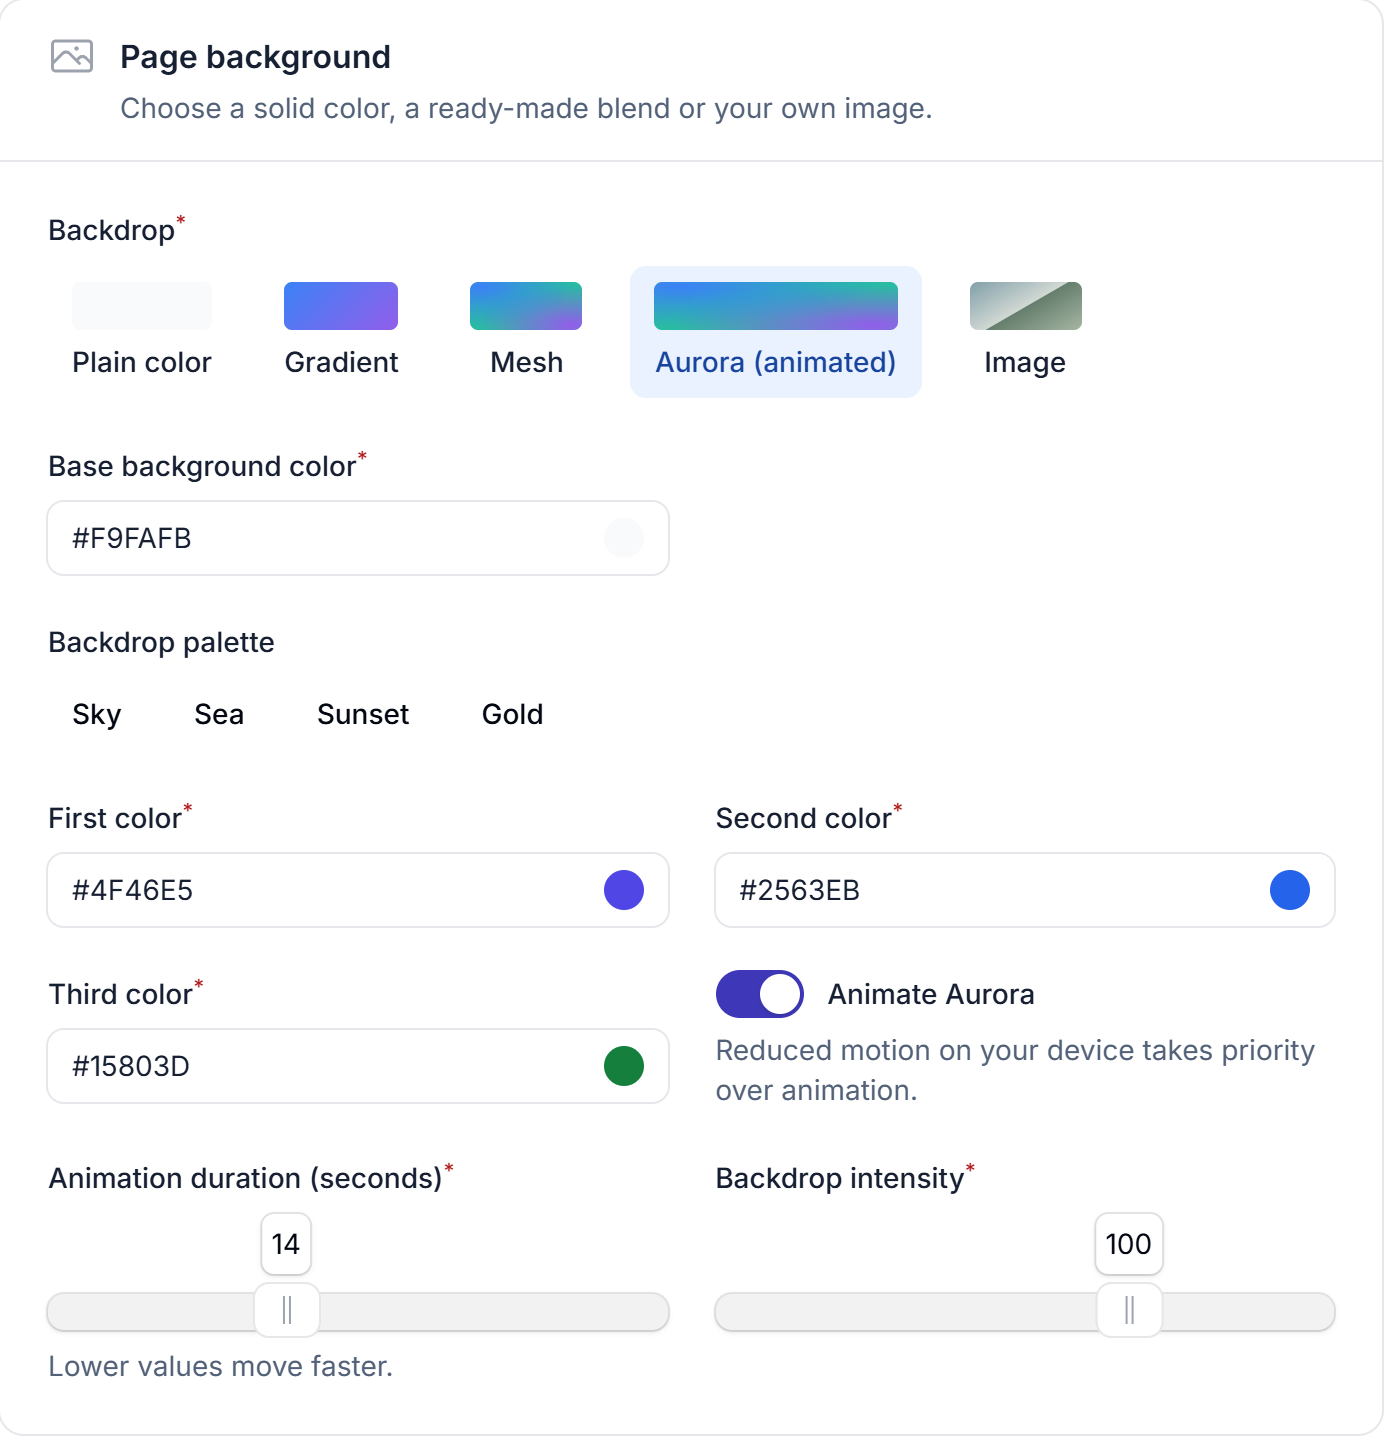 Page background
Choose a solid color, a ready-made blend or your own image.
Backdrop*
Plain color
Gradient
Mesh
Aurora (animated)
Image
Base background color*
#F9FAFB
Backdrop palette
Sky
Sea
Sunset
Gold
First color*
#4F46E5
Second color*
#2563EB
Third color*
#15803D
Animate Aurora
Reduced motion on your device takes priority
over animation.
Animation duration (seconds)*
14
Lower values move faster.
Backdrop intensity*
100